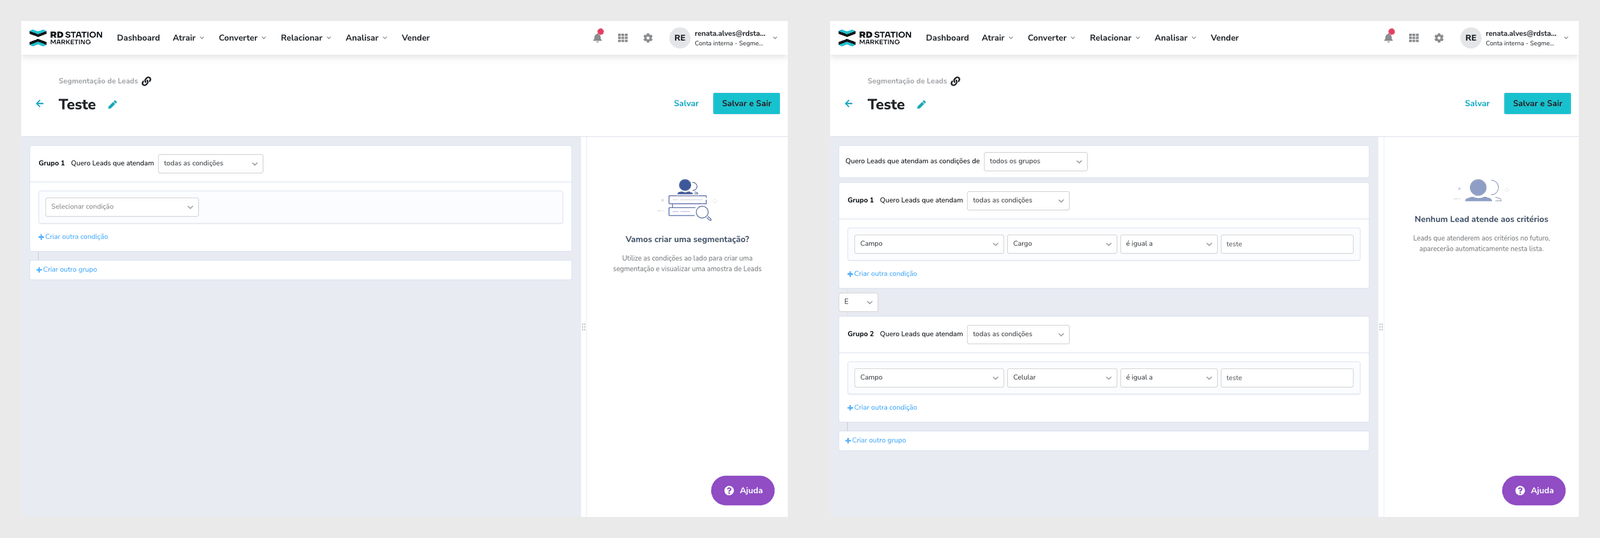 RD STATION MARKETING Dashboard Atrair Converter Relacionar Analisar Vender RE renata.alves@rdsta...
Conta interna - Segme...
Segmentação de Leads
Teste Salvar Salvar e Sair
Grupo 1 Quero Leads que atendam todas as condições
Selecionar condição
+Criar outra condição
+Criar outro grupo
Vamos criar uma segmentação?
Utilize as condições ao lado para criar uma
segmentação e visualizar uma amostra de Leads
? Ajuda
RD STATION MARKETING Dashboard Atrair Converter Relacionar Analisar Vender RE renata.alves@rdsta...
Conta interna - Segme...
Segmentação de Leads
Teste Salvar Salvar e Sair
Quero Leads que atendam as condições de todos os grupos
Grupo 1 Quero Leads que atendam todas as condições
Campo Cargo é igual a teste
+Criar outra condição
E
Grupo 2 Quero Leads que atendam todas as condições
Campo Celular é igual a teste
+Criar outra condição
+Criar outro grupo
Nenhum Lead atende aos critérios
Leads que atenderem aos critérios no futuro,
aparecerão automaticamente nesta lista.
? Ajuda